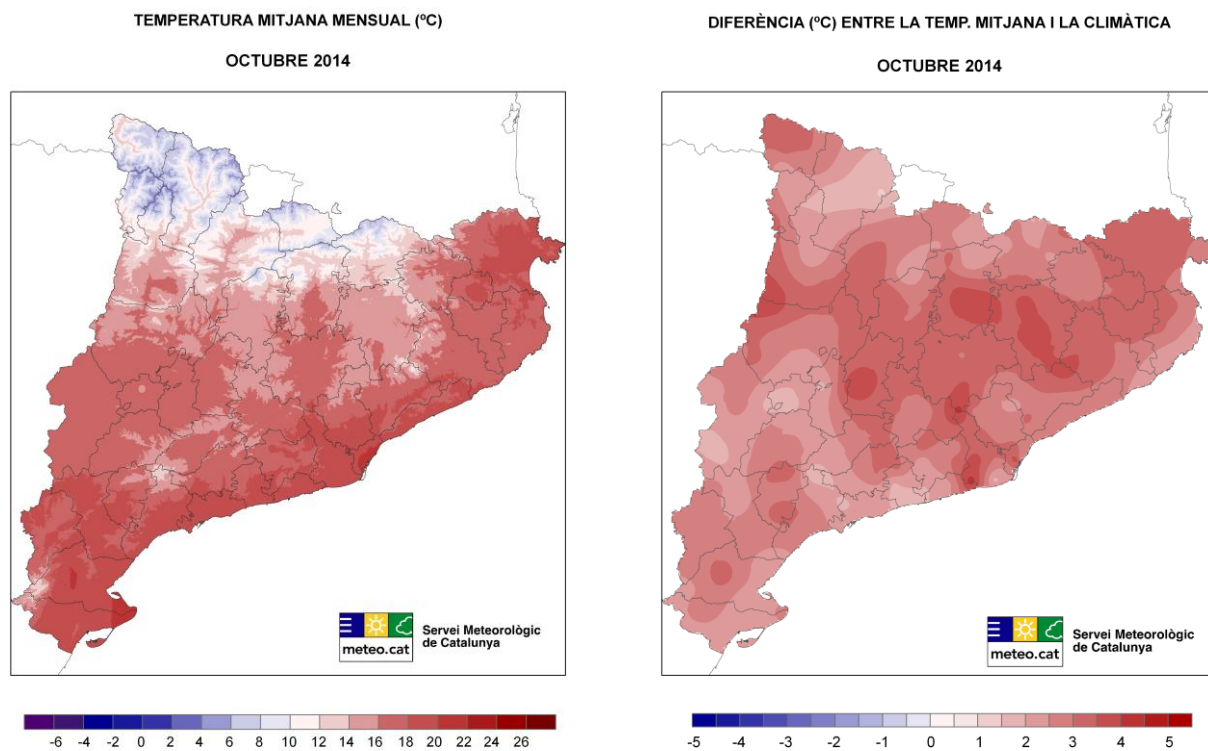 TEMPERATURA MITJANA MENSUAL (ºC)
OCTUBRE 2014
Servei Meteorològic
de Catalunya
meteo.cat
-6 -4 -2 0 2 4 6 8 10 12 14 16 18 20 22 24 26
DIFERÈNCIA (ºC) ENTRE LA TEMP. MITJANA I LA CLIMÀTICA
OCTUBRE 2014
Servei Meteorològic
de Catalunya
meteo.cat
-5 -4 -3 -2 -1 0 1 2 3 4 5